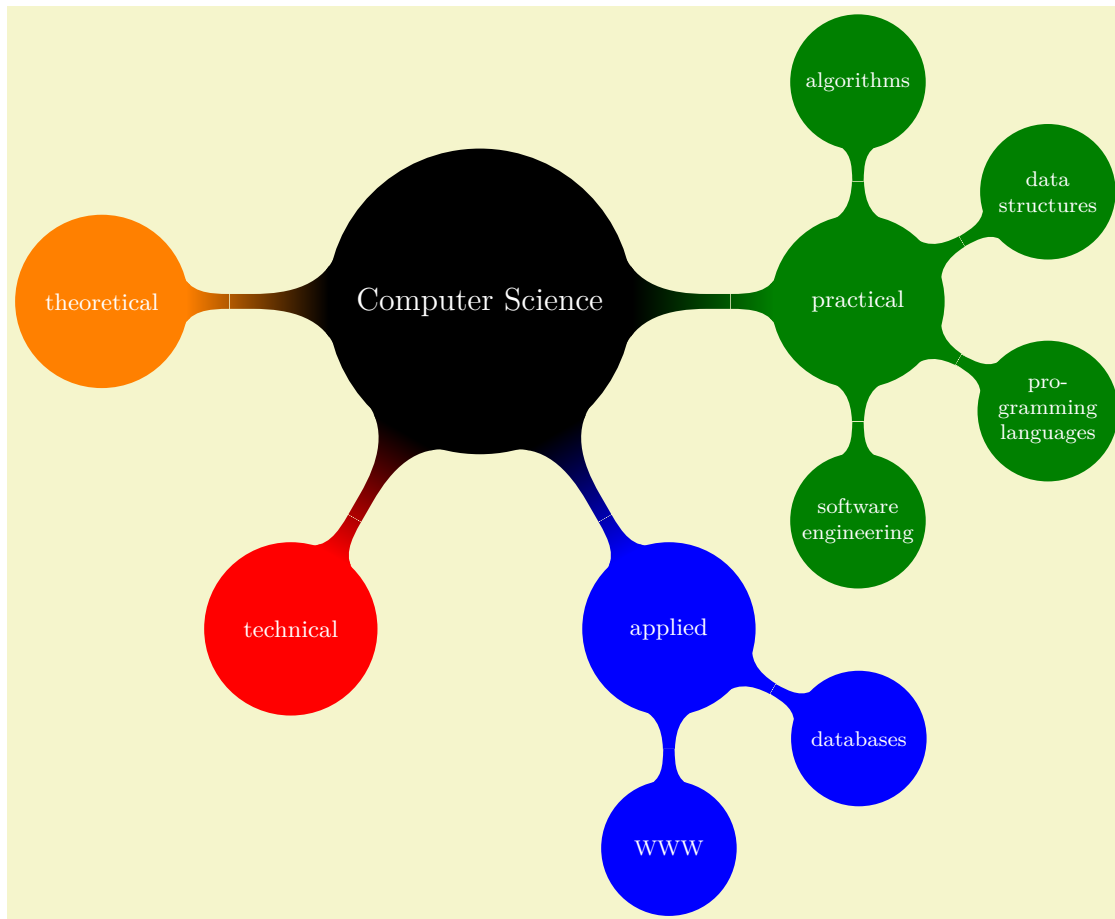 algorithms
data
structures
theoretical
Computer Science
practical
pro-
gramming
languages
software
engineering
technical
applied
databases
WWW